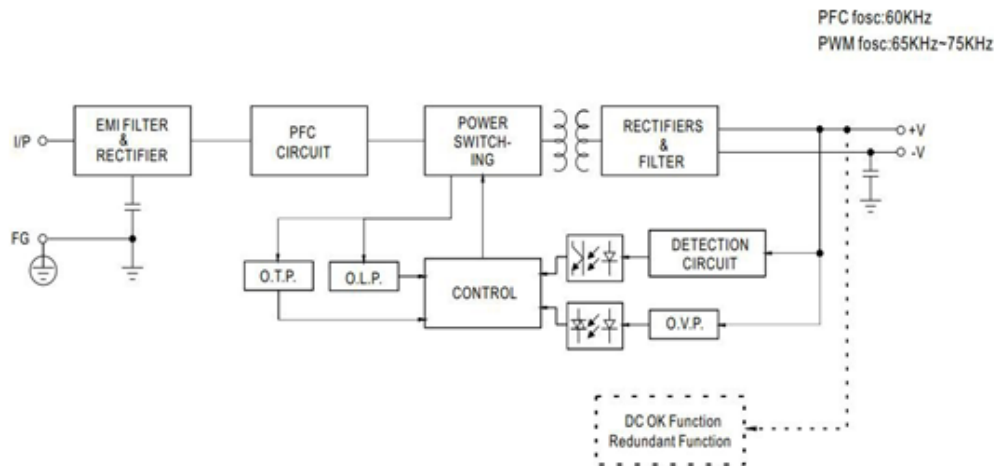 PFC fosc:60KHz
PWM fosc:65KHz~75KHz
I/P
EMI FILTER
&
RECTIFIER
PFC
CIRCUIT
POWER
SWITCH-
ING
RECTIFIERS
&
FILTER
+V
-V
FG
O.T.P.
O.L.P.
CONTROL
DETECTION
CIRCUIT
O.V.P.
DC OK Function
Redundant Function